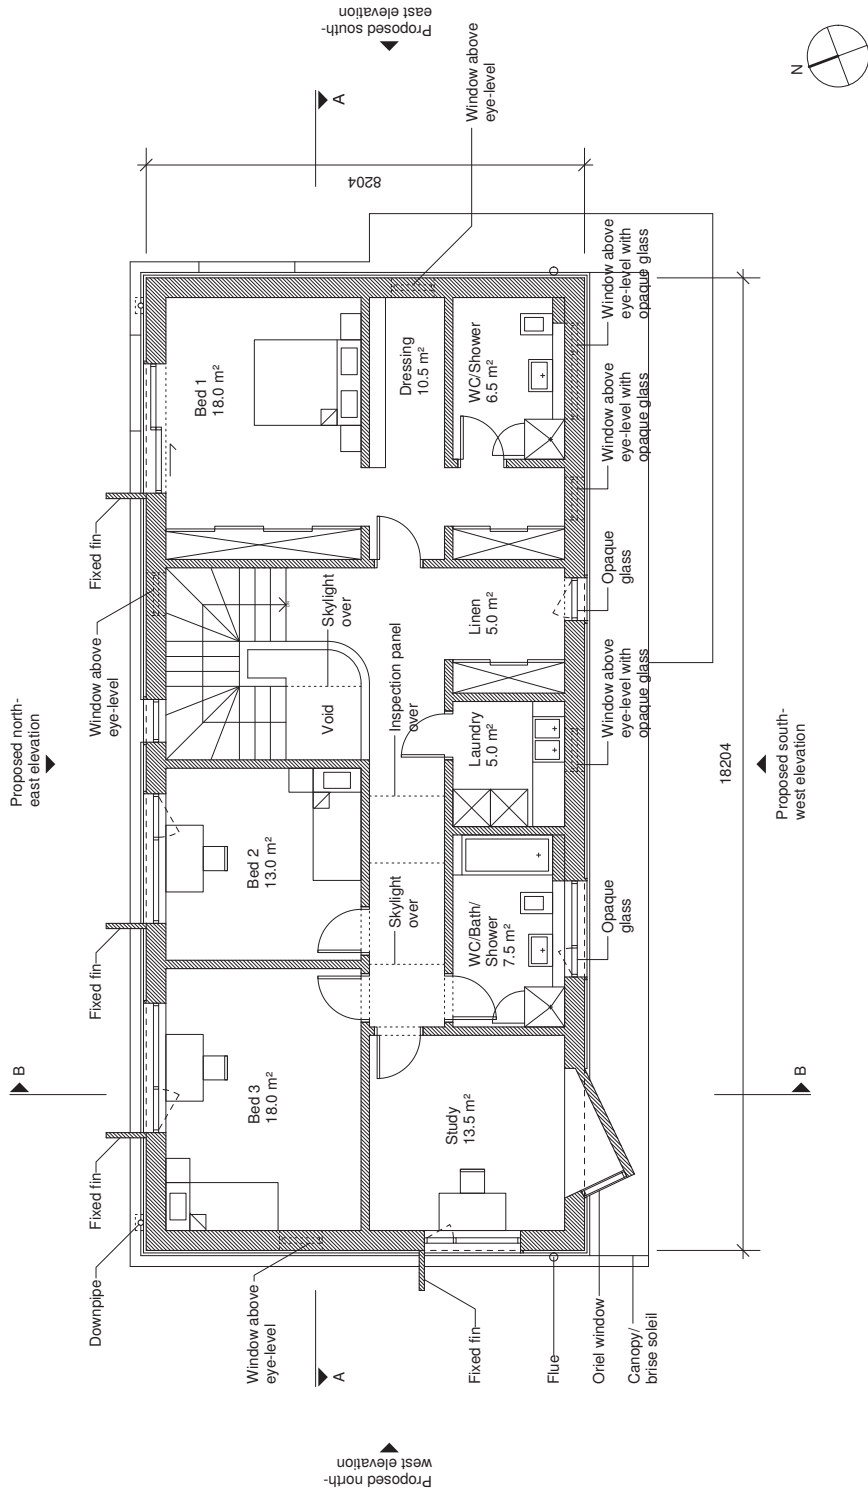 Proposed north-
east elevation
Proposed south-
east elevation
Proposed south-
west elevation
Proposed north-
west elevation
N
A
A
B
B
8204
18204
Downpipe
Fixed fin
Fixed fin
Window above
eye-level
Fixed fin
Window above
eye-level
Window above
eye-level
Fixed fin
Flue
Oriel window
Canopy/
brise soleil
Bed 3
18.0 m²
Bed 2
13.0 m²
Void
Skylight
over
Bed 1
18.0 m²
Skylight
over
Inspection panel
over
Dressing
10.5 m²
Study
13.5 m²
WC/Bath/
Shower
7.5 m²
Laundry
5.0 m²
Linen
5.0 m²
WC/Shower
6.5 m²
Opaque
glass
Window above
eye-level with
opaque glass
Opaque
glass
Window above
eye-level with
opaque glass
Window above
eye-level with
opaque glass